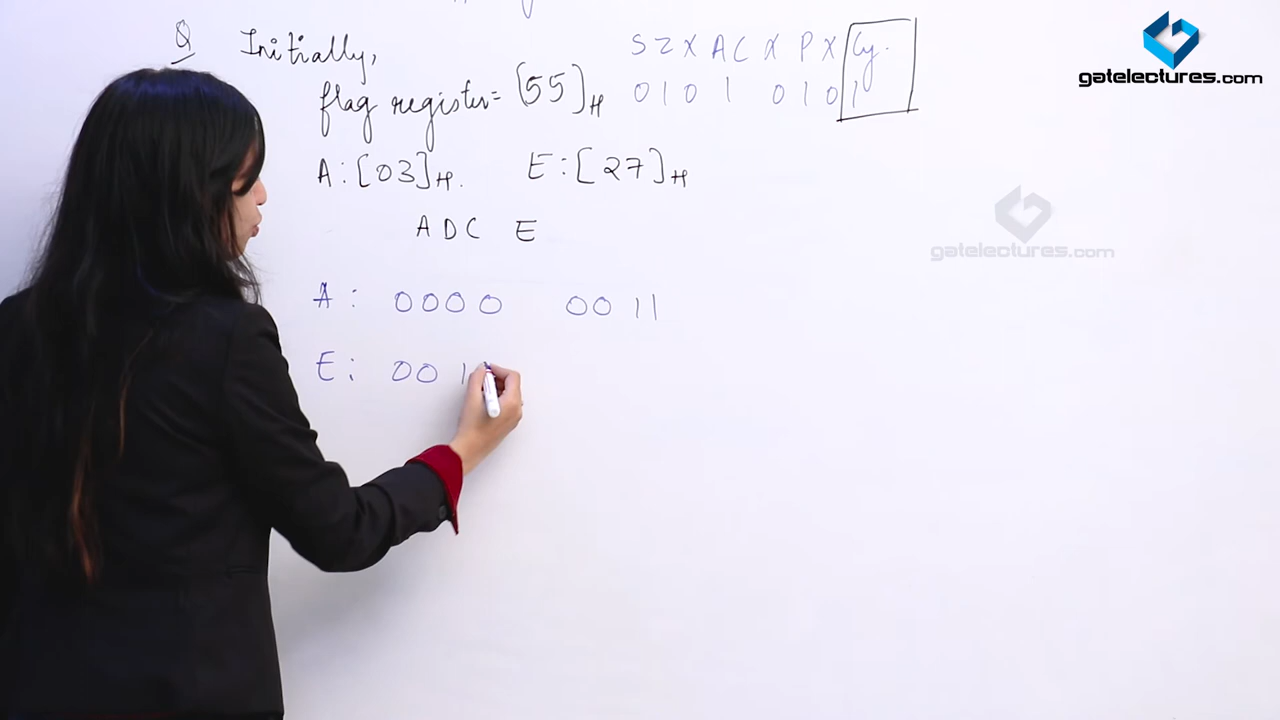 Q Initially, S Z X AC X P X Cy.
flag register = [55]H 0 1 0 1 0 1 0 1
A : [03]H. E : [27]H
ADC E
A : 0000 0011
E : 001
gatelectures.com
gatelectures.com